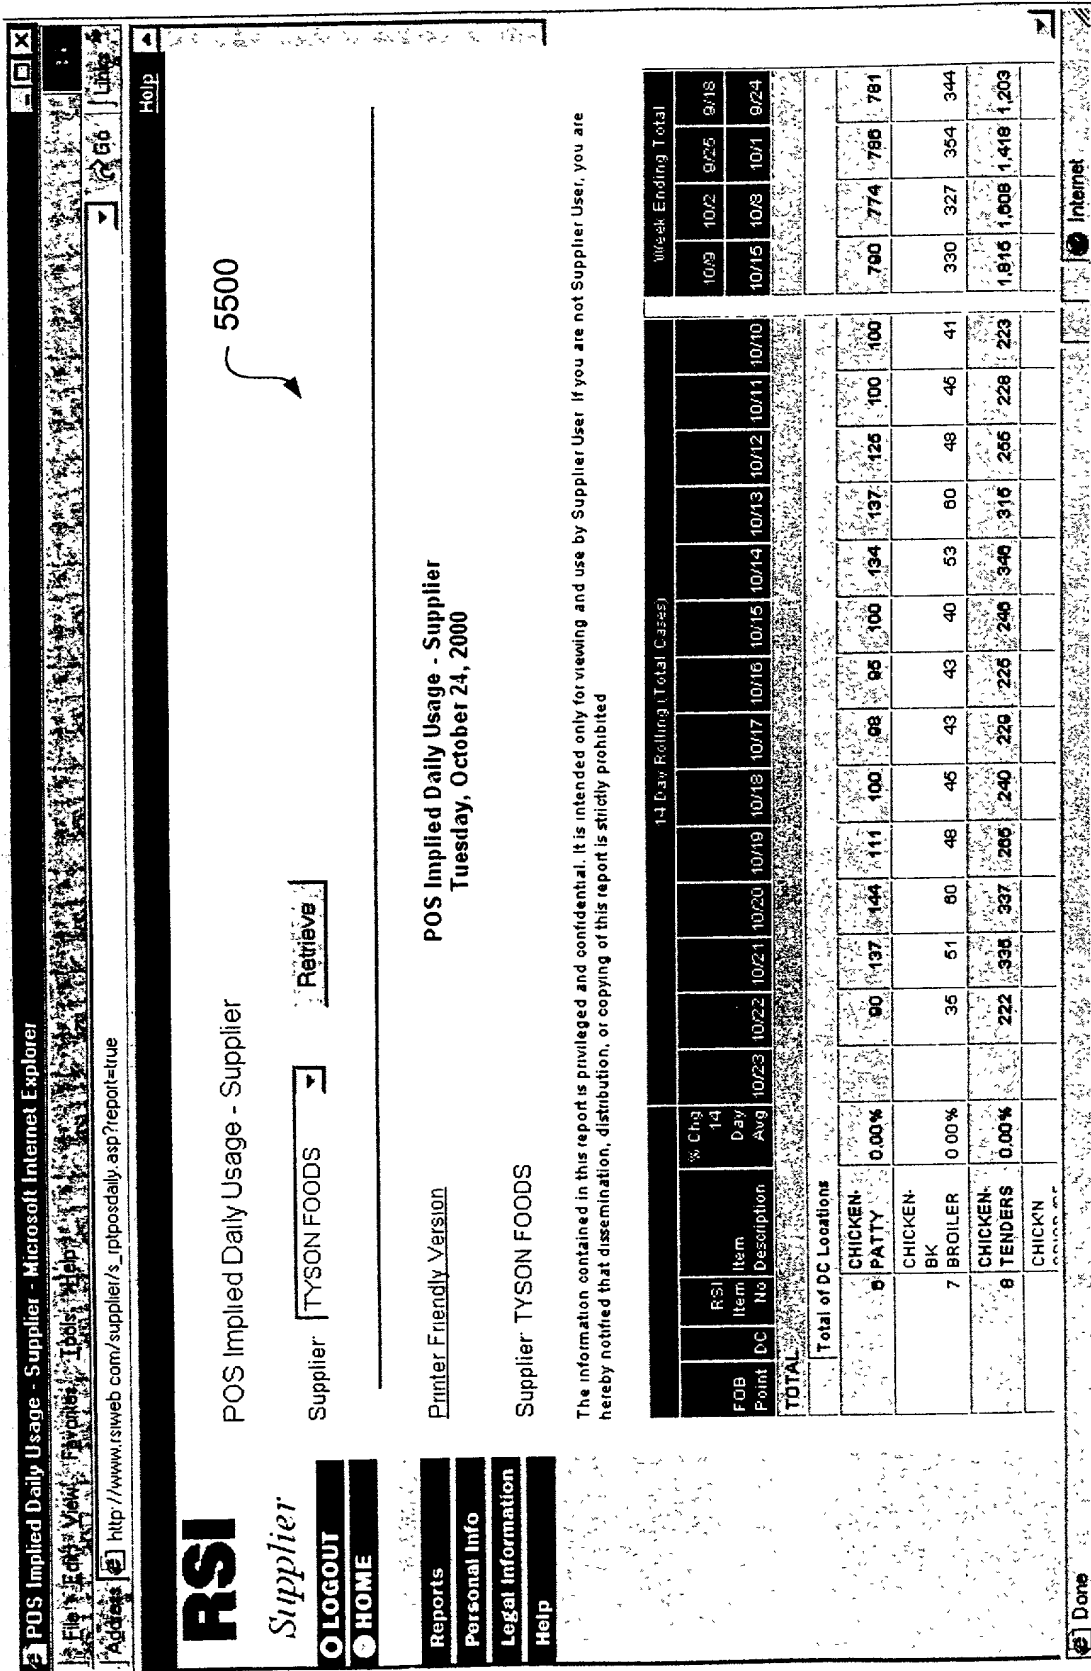 POS Implied Daily Usage - Supplier - Microsoft Internet Explorer
File Edit View Favorites Tools Help
Address http://www.rsiweb com/supplier/s_rptposdaily.asp?report=true Go Links
Help
RSI
Supplier
LOGOUT
HOME
Reports
Personal Info
Legal Information
Help
POS Implied Daily Usage - Supplier
5500
Supplier TYSON FOODS Retrieve
POS Implied Daily Usage - Supplier
Tuesday, October 24, 2000
Printer Friendly Version
Supplier TYSON FOODS
The information contained in this report is privileged and confidential. It is intended only for viewing and use by Supplier User If you are not Supplier User, you are
hereby notified that dissemination, distribution, or copying of this report is strictly prohibited
14 Day Rolling (Total Cases) Week Ending Total
% Chg 14 Day Avg 10/9 10/2 9/25 9/18
FOB Point DC RSI Item No Item Description 10/23 10/22 10/21 10/20 10/19 10/18 10/17 10/16 10/15 10/14 10/13 10/12 10/11 10/10 10/15 10/8 10/1 9/24
TOTAL
Total of DC Locations
6 CHICKEN- PATTY 0.00% 90 137 144 111 100 98 95 100 134 137 125 100 100 790 774 786 781
7 CHICKEN- BK BROILER 0 00% 35 51 60 48 45 43 43 40 53 60 48 45 41 330 327 354 344
8 CHICKEN- TENDERS 0.00% 222 335 337 265 240 229 225 246 346 315 255 228 223 1,815 1,608 1,418 1,203
CHICK'N
Done Internet